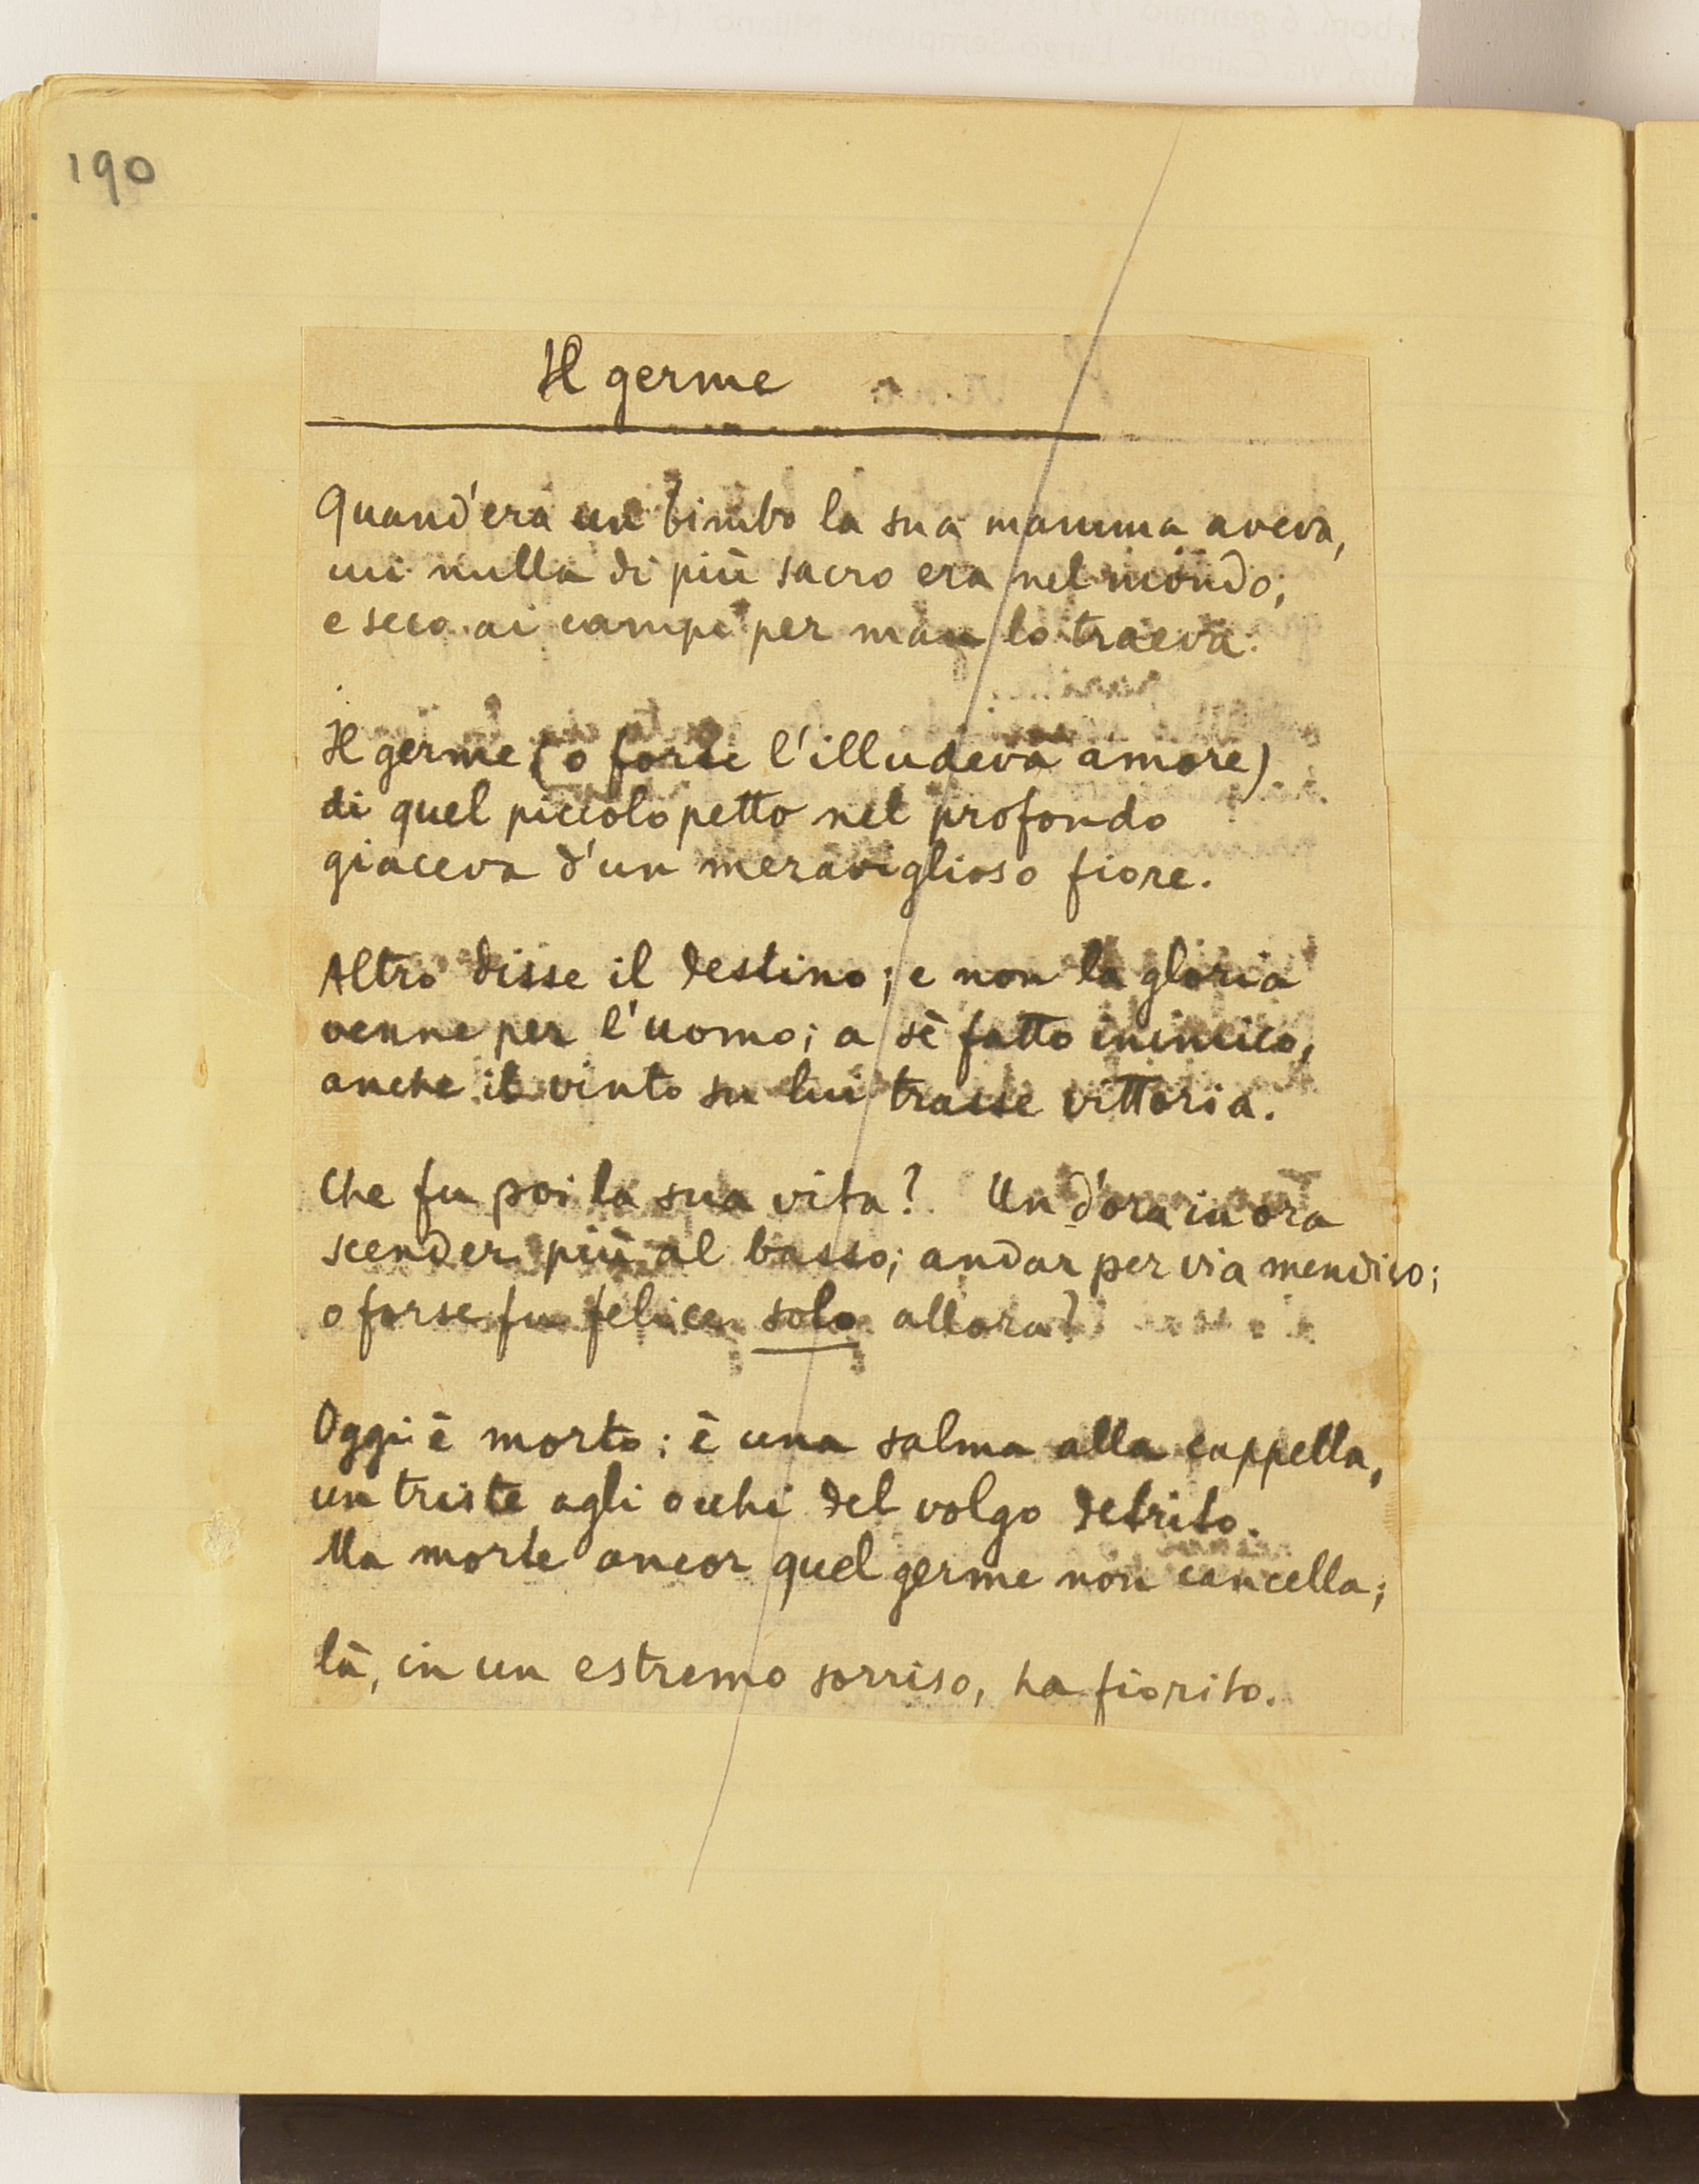 190
Il germe
Quand'era un bimbo la sua mamma aveva,
cui nulla di più sacro era nel mondo;
e seco ai campi per man lo traeva.
Il germe (o forse l'illudeva amore)
di quel piccolo petto nel profondo
giaceva d'un meraviglioso fiore.
Altro disse il destino; e non la gloria
venne per l'uomo; a sè fatto inimico,
anche il vinto su lui trasse vittoria.
Che fu poi la sua vita? Un d'ora in ora
scender più al basso; andar per via mendico;
o forse fu felice solo allora?
Oggi è morto: è una salma alla cappella,
un triste agli occhi del volgo detrito.
Ma morte ancor quel germe non cancella;
là, in un estremo sorriso, ha fiorito.